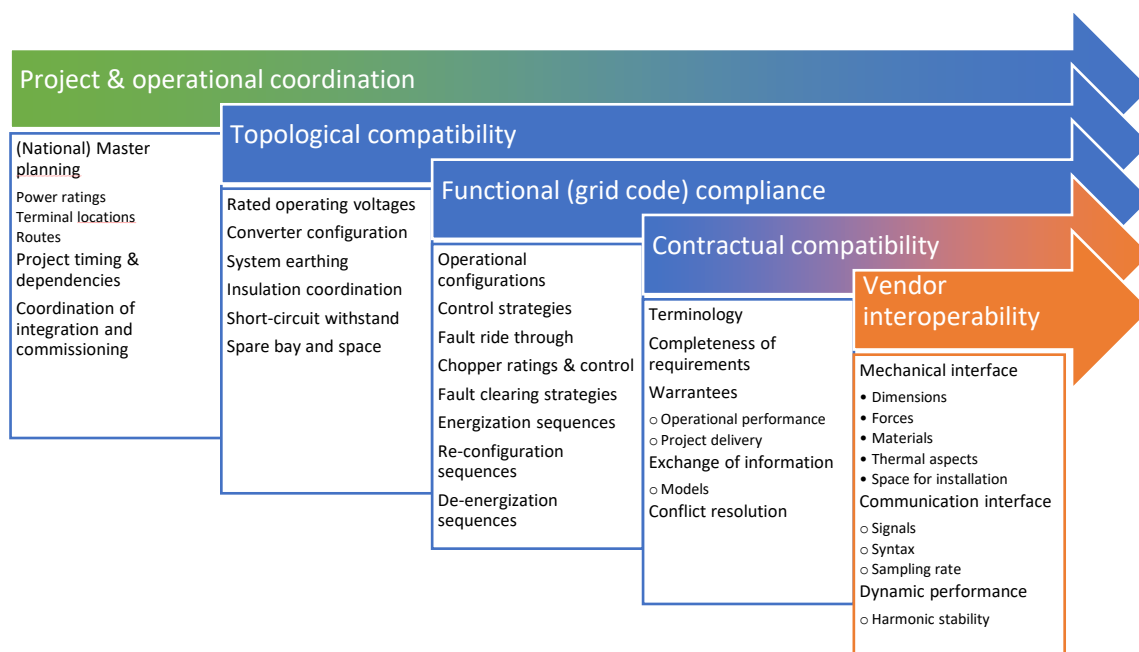 Project & operational coordination
(National) Master
planning
Power ratings
Terminal locations
Routes
Project timing &
dependencies
Coordination of
integration and
commissioning
Topological compatibility
Rated operating voltages
Converter configuration
System earthing
Insulation coordination
Short-circuit withstand
Spare bay and space
Functional (grid code) compliance
Operational
configurations
Control strategies
Fault ride through
Chopper ratings & control
Fault clearing strategies
Energization sequences
Re-configuration
sequences
De-energization
sequences
Contractual compatibility
Terminology
Completeness of
requirements
Warrantees
○ Operational performance
○ Project delivery
Exchange of information
○ Models
Conflict resolution
Vendor
interoperability
Mechanical interface
• Dimensions
• Forces
• Materials
• Thermal aspects
• Space for installation
Communication interface
○ Signals
○ Syntax
○ Sampling rate
Dynamic performance
○ Harmonic stability